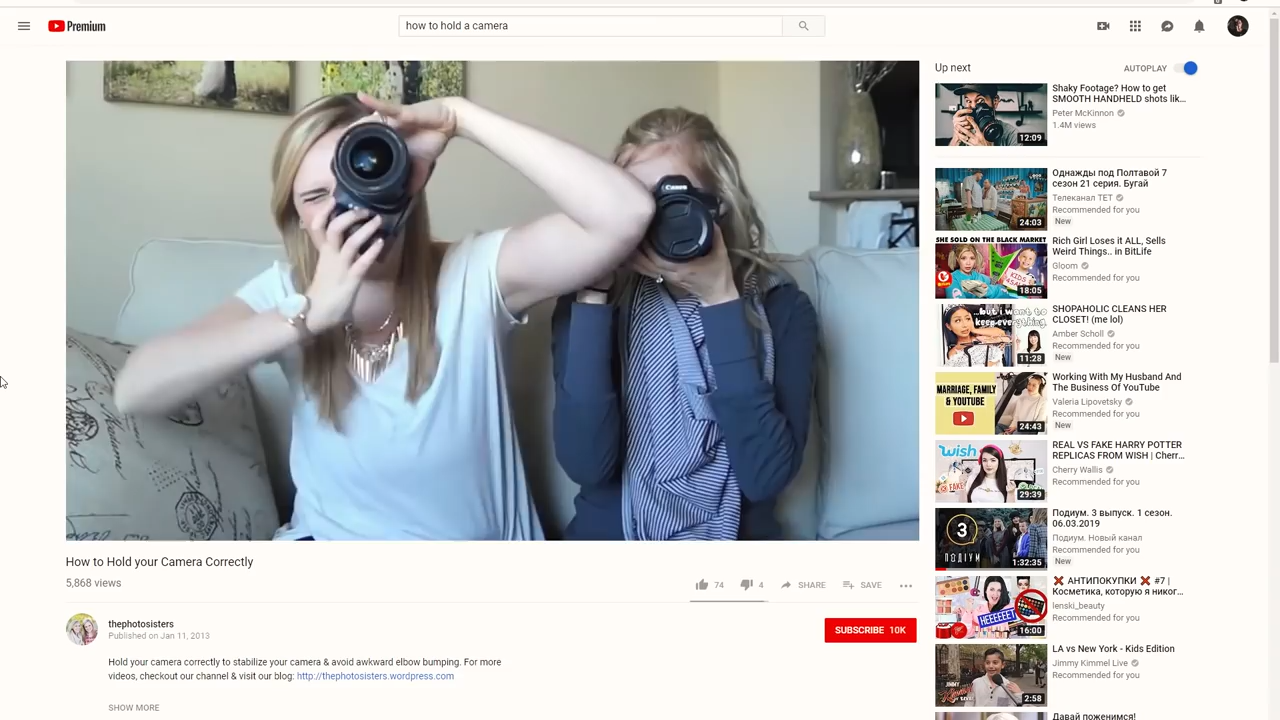 Premium
how to hold a camera
Canon
How to Hold your Camera Correctly
5,868 views
74
4
SHARE
SAVE
thephotosisters
Published on Jan 11, 2013
SUBSCRIBE 10K
Hold your camera correctly to stabilize your camera & avoid awkward elbow bumping. For more
videos, checkout our channel & visit our blog: http://thephotosisters.wordpress.com
SHOW MORE
Up next
AUTOPLAY
12:09
Shaky Footage? How to get
SMOOTH HANDHELD shots lik…
Peter McKinnon
1.4M views
24:03
Однажды под Полтавой 7
сезон 21 серия. Бугай
Телеканал ТЕТ
Recommended for you
New
SHE SOLD ON THE BLACK MARKET
18:05
Rich Girl Loses it ALL, Sells
Weird Things.. in BitLife
Gloom
Recommended for you
...but i want to
keep everything.
11:28
SHOPAHOLIC CLEANS HER
CLOSET! (me lol)
Amber Scholl
Recommended for you
New
MARRIAGE, FAMILY
& YOUTUBE
24:43
Working With My Husband And
The Business Of YouTube
Valeria Lipovetsky
Recommended for you
New
wish
29:39
REAL VS FAKE HARRY POTTER
REPLICAS FROM WISH | Cherr…
Cherry Wallis
Recommended for you
3
ПОДІУМ
1:32:35
Подиум. 3 выпуск. 1 сезон.
06.03.2019
Подиум. Новый канал
Recommended for you
New
16:00
❌ АНТИПОКУПКИ ❌ #7 |
Косметика, которую я никог…
lenski_beauty
Recommended for you
2:58
LA vs New York - Kids Edition
Jimmy Kimmel Live
Recommended for you
Давай поженимся!